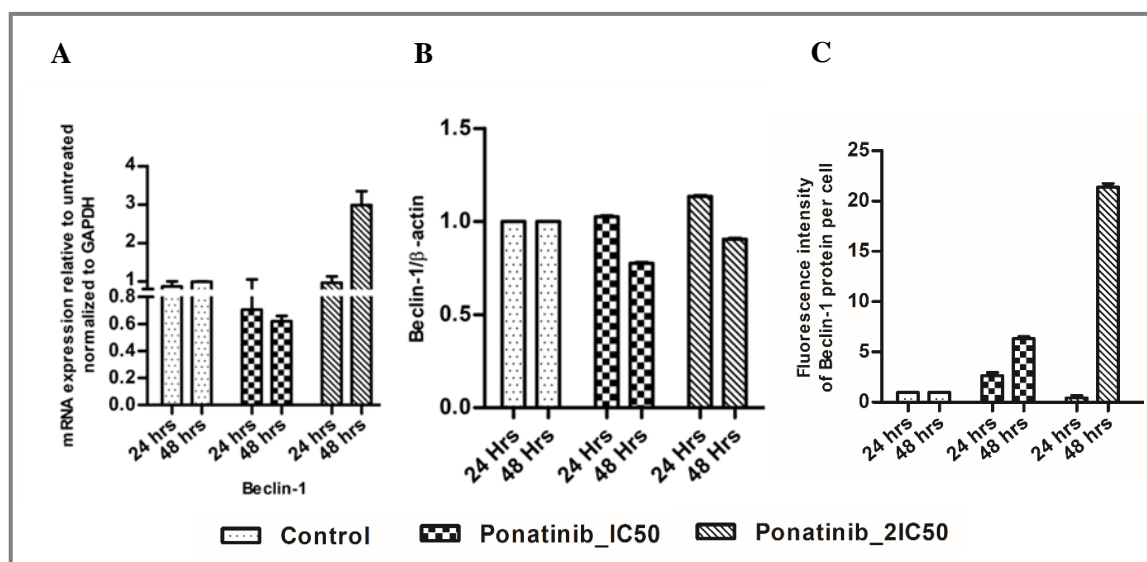 A
B
C
mRNA expression relative to untreated
normalized to GAPDH
4
3
2
1
0.8
0.6
0.4
0.2
0.0
24 hrs
48 hrs
24 hrs
48 hrs
24 hrs
48 hrs
Beclin-1
Beclin-1/β-actin
1.5
1.0
0.5
0.0
24 Hrs
48 Hrs
24 Hrs
48 Hrs
24 Hrs
48 Hrs
Fluorescence intensity
of Beclin-1 protein per cell
25
20
15
10
5
0
24 hrs
48 hrs
24 hrs
48 hrs
24 hrs
48 hrs
Control
Ponatinib_IC50
Ponatinib_2IC50